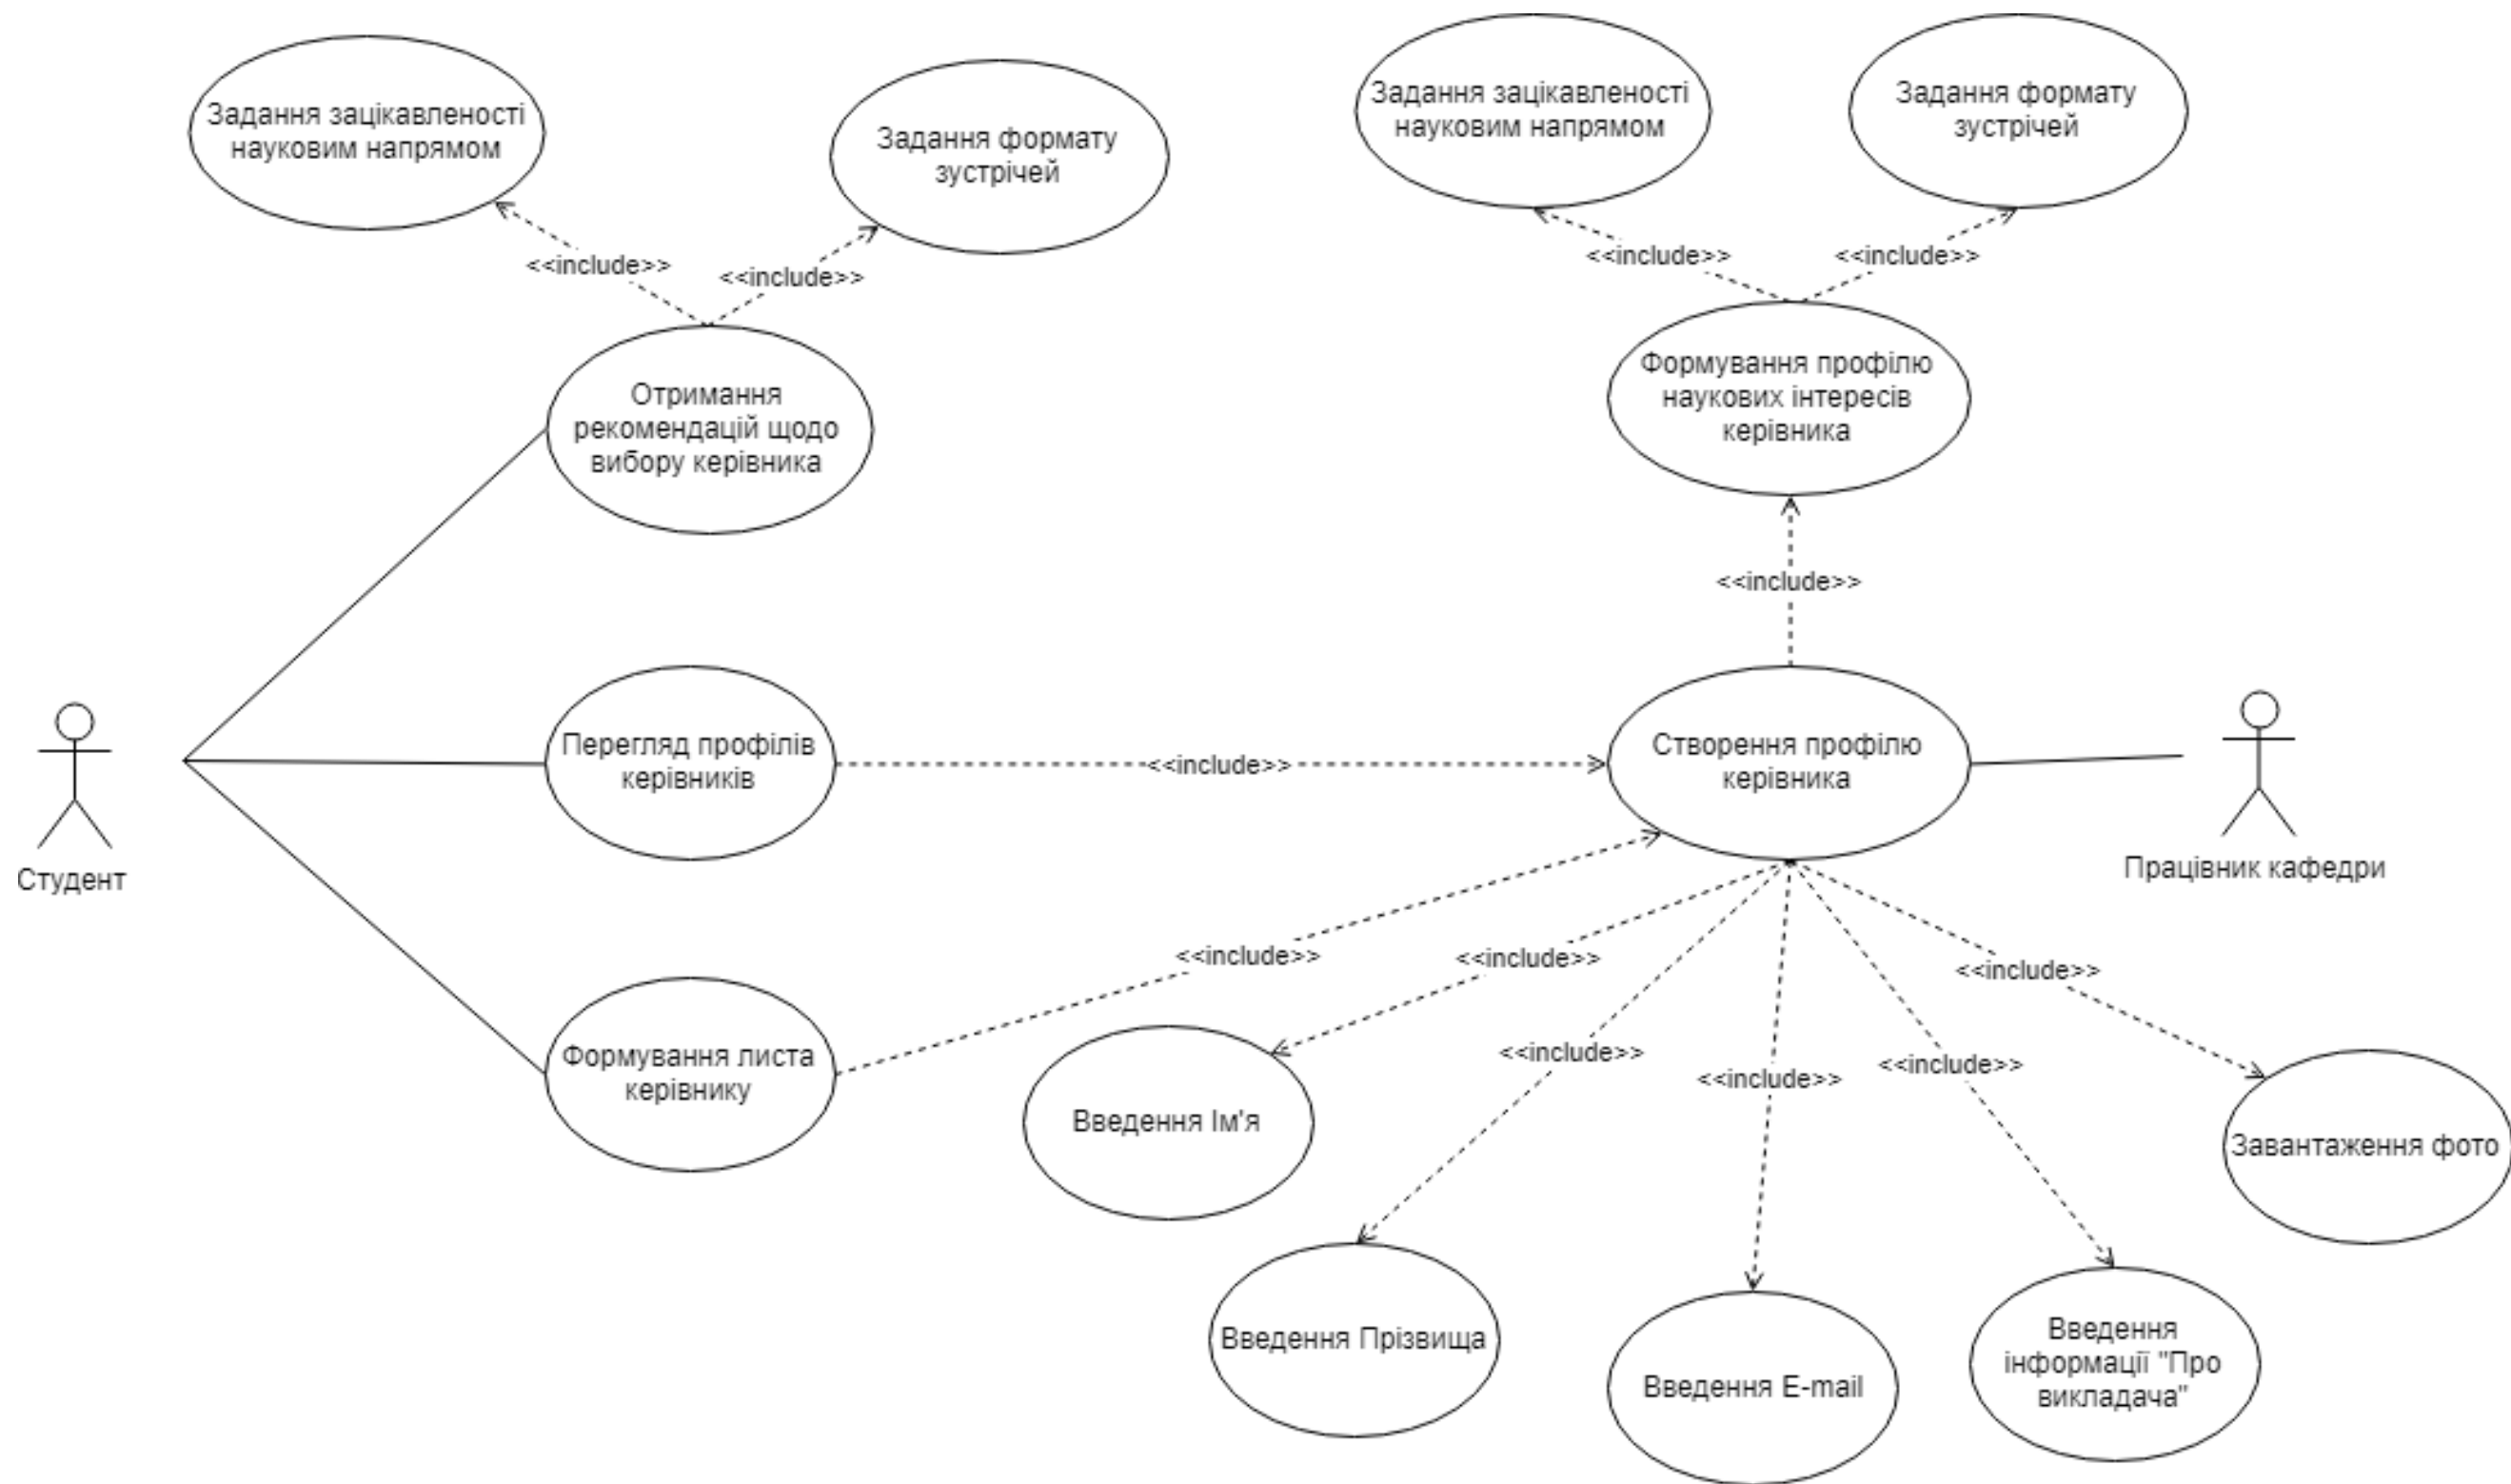 Задання зацікавленості
науковим напрямом
Задання формату
зустрічей
Задання зацікавленості
науковим напрямом
Задання формату
зустрічей
<<include>>
<<include>>
<<include>>
<<include>>
Отримання
рекомендацій щодо
вибору керівника
Формування профілю
наукових інтересів
керівника
<<include>>
Перегляд профілів
керівників
<<include>>
Створення профілю
керівника
Студент
Працівник кафедри
<<include>>
<<include>>
<<include>>
<<include>>
<<include>>
<<include>>
Формування листа
керівнику
Введення Ім'я
Завантаження фото
Введення Прізвища
Введення E-mail
Введення
інформації "Про
викладача"